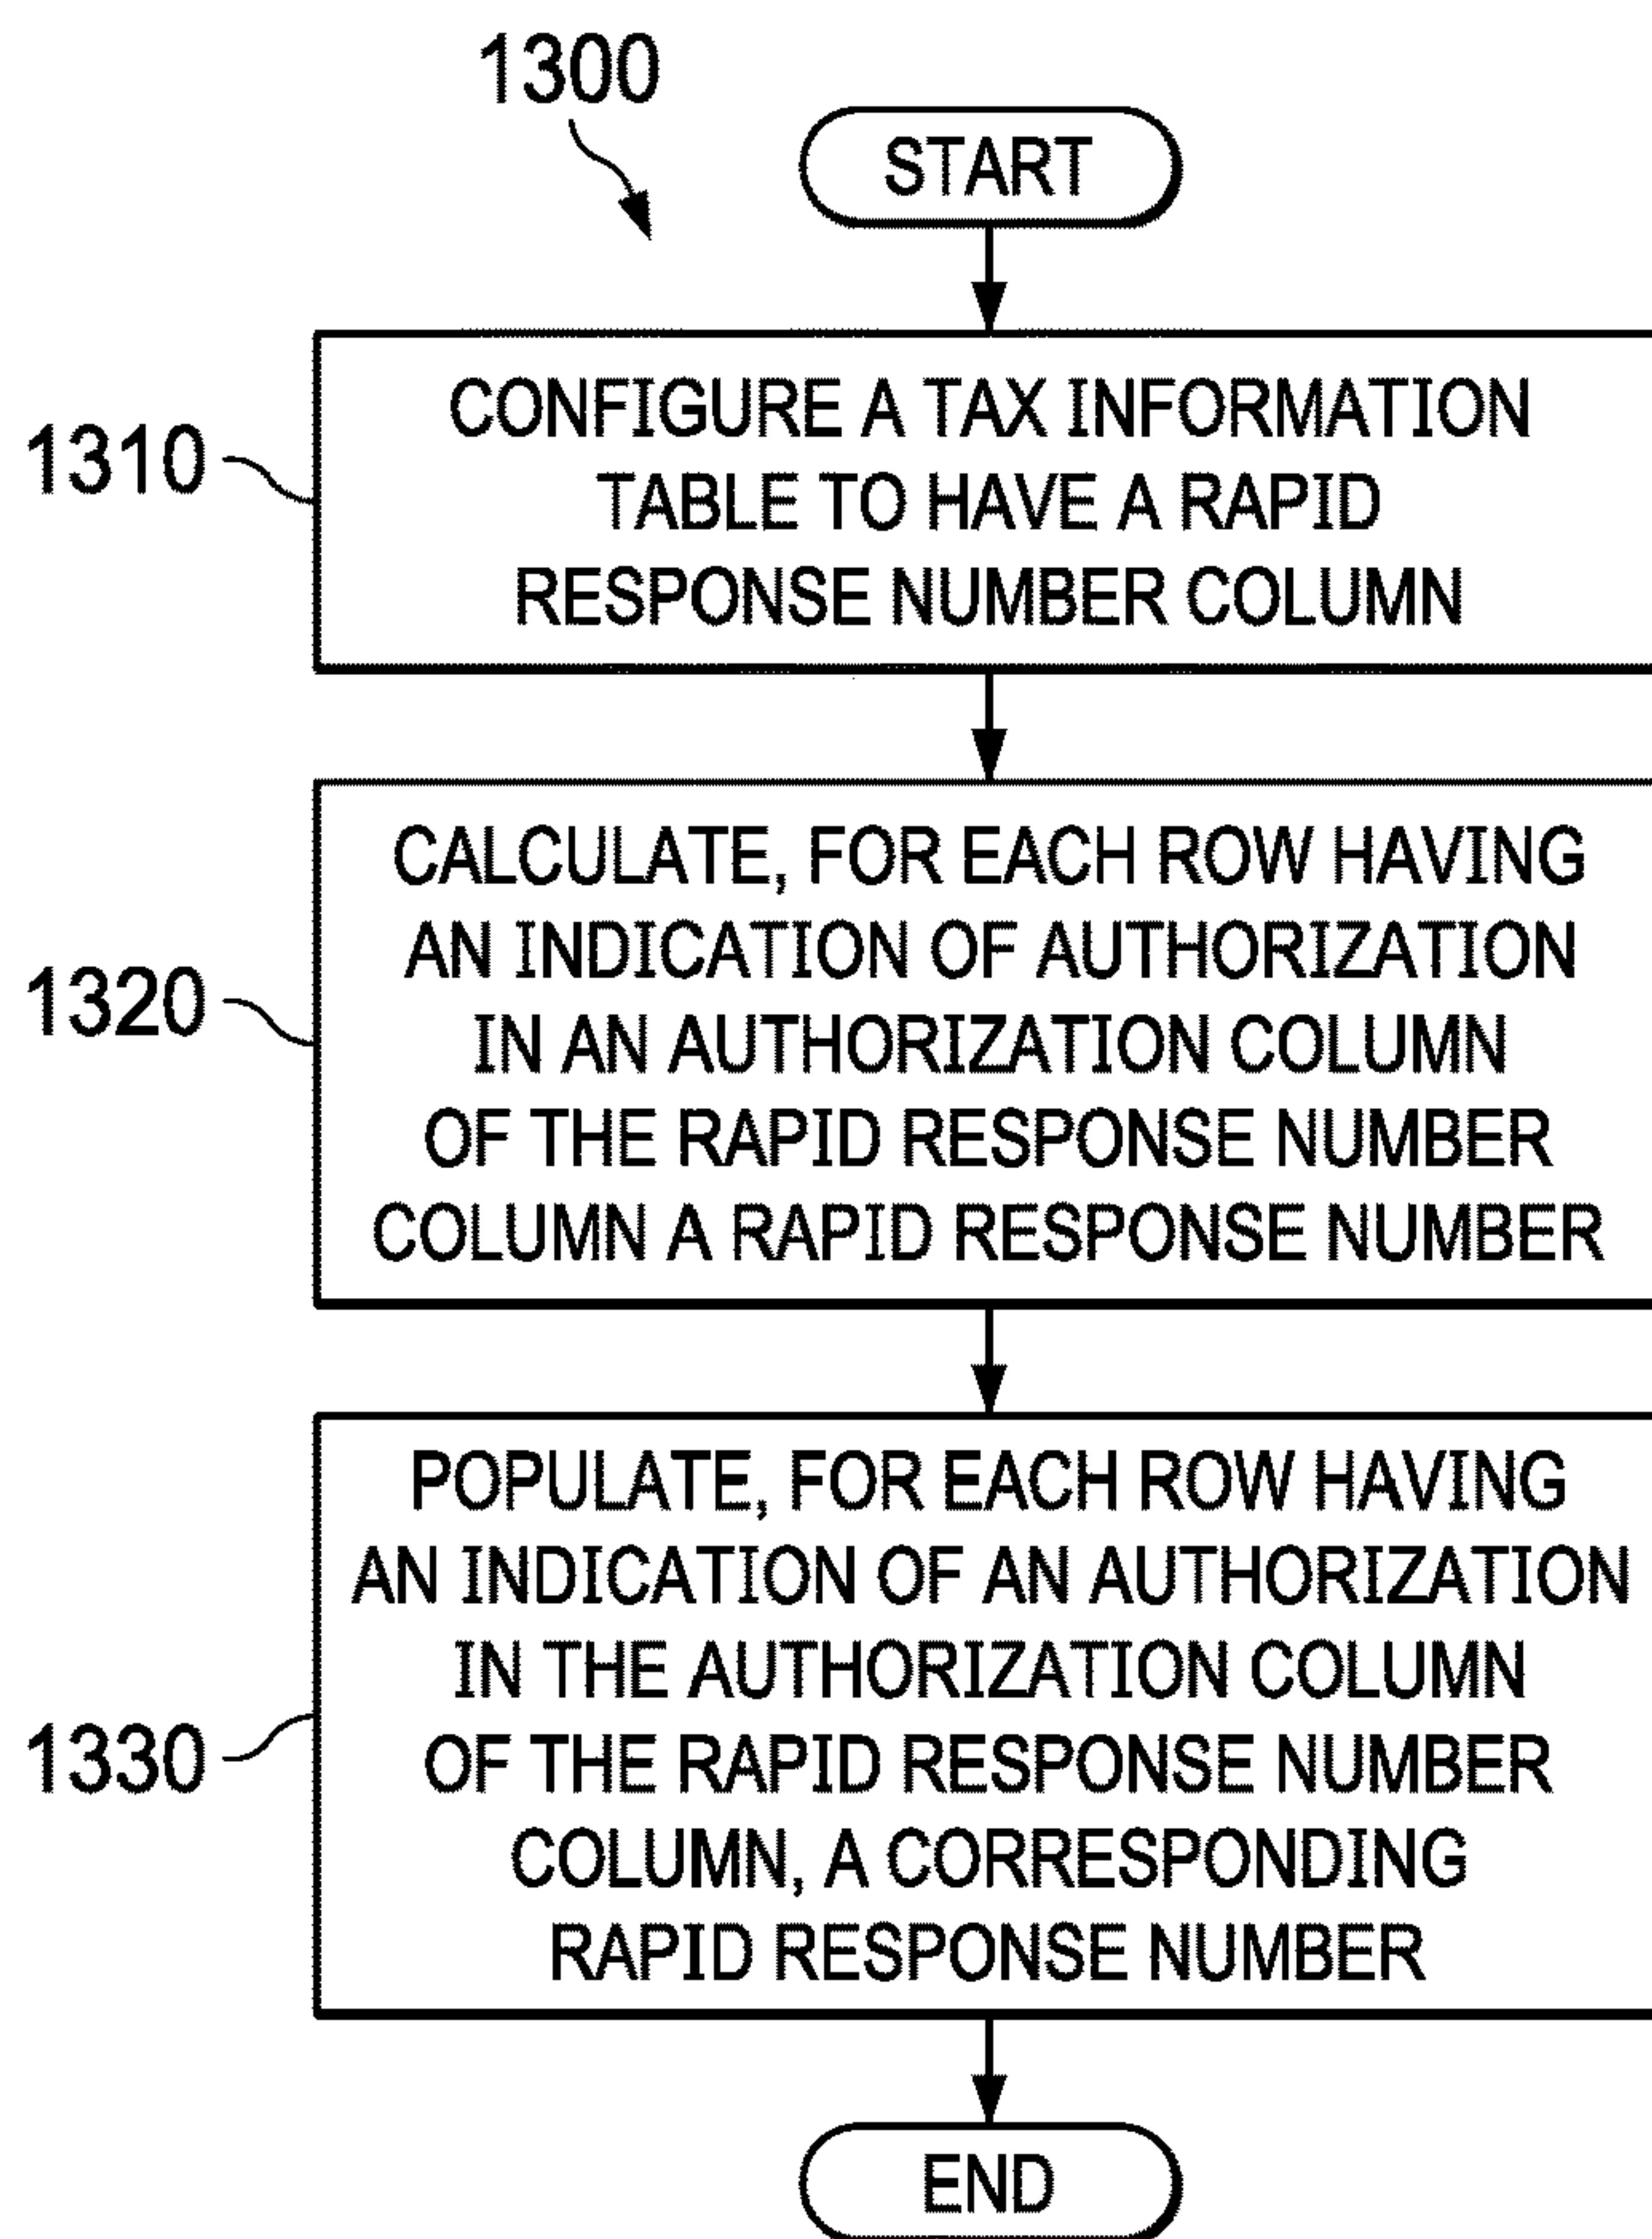 1300
START
1310
CONFIGURE A TAX INFORMATION
TABLE TO HAVE A RAPID
RESPONSE NUMBER COLUMN
1320
CALCULATE, FOR EACH ROW HAVING
AN INDICATION OF AUTHORIZATION
IN AN AUTHORIZATION COLUMN
OF THE RAPID RESPONSE NUMBER
COLUMN A RAPID RESPONSE NUMBER
1330
POPULATE, FOR EACH ROW HAVING
AN INDICATION OF AN AUTHORIZATION
IN THE AUTHORIZATION COLUMN
OF THE RAPID RESPONSE NUMBER
COLUMN, A CORRESPONDING
RAPID RESPONSE NUMBER
END